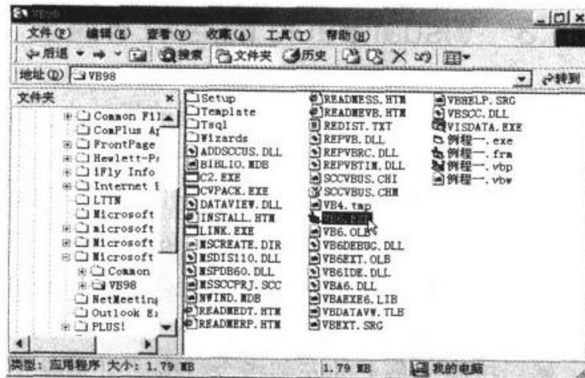 VB98
文件(F) 编辑(E) 查看(V) 收藏(A) 工具(T) 帮助(H)
后退 搜索 文件夹 历史
地址(D) VB98 转到
文件夹
Common Fil
ComPlus Ap
FrontPage
Hewlett-Pa
iFly Info
Internet E
LTTN
Microsoft
microsoft
Microsoft
Microsoft
Common
VB98
NetMeeting
Outlook Ex
PLUS!
Setup
Template
Tsql
Wizards
ADDSCCUS.DLL
BIBLIO.MDB
C2.EXE
CVPACK.EXE
DATAVIEW.DLL
INSTALL.HTM
LINK.EXE
MSCREATE.DIR
MSDIS110.DLL
MSPDB60.DLL
MSSCCPRJ.SCC
NWIND.MDB
READMEDT.HTM
READMERP.HTM
READMESS.HTM
READMEVB.HTM
REDIST.TXT
REPVB.DLL
REPVBRC.DLL
REPVBTIM.DLL
SCCVBUS.CHI
SCCVBUS.CHM
VB4.tmp
VB6.EXE
VB6.OLB
VB6DEBUG.DLL
VB6EXT.OLB
VB6IDE.DLL
VBA6.DLL
VBAEXE6.LIB
VBDATAVW.TLB
VBEXT.SRG
VBHELP.SRG
VBSCC.DLL
VISDATA.EXE
例程一.exe
例程一.frm
例程一.vbp
例程一.vbw
类型: 应用程序 大小: 1.79 MB 1.79 MB 我的电脑